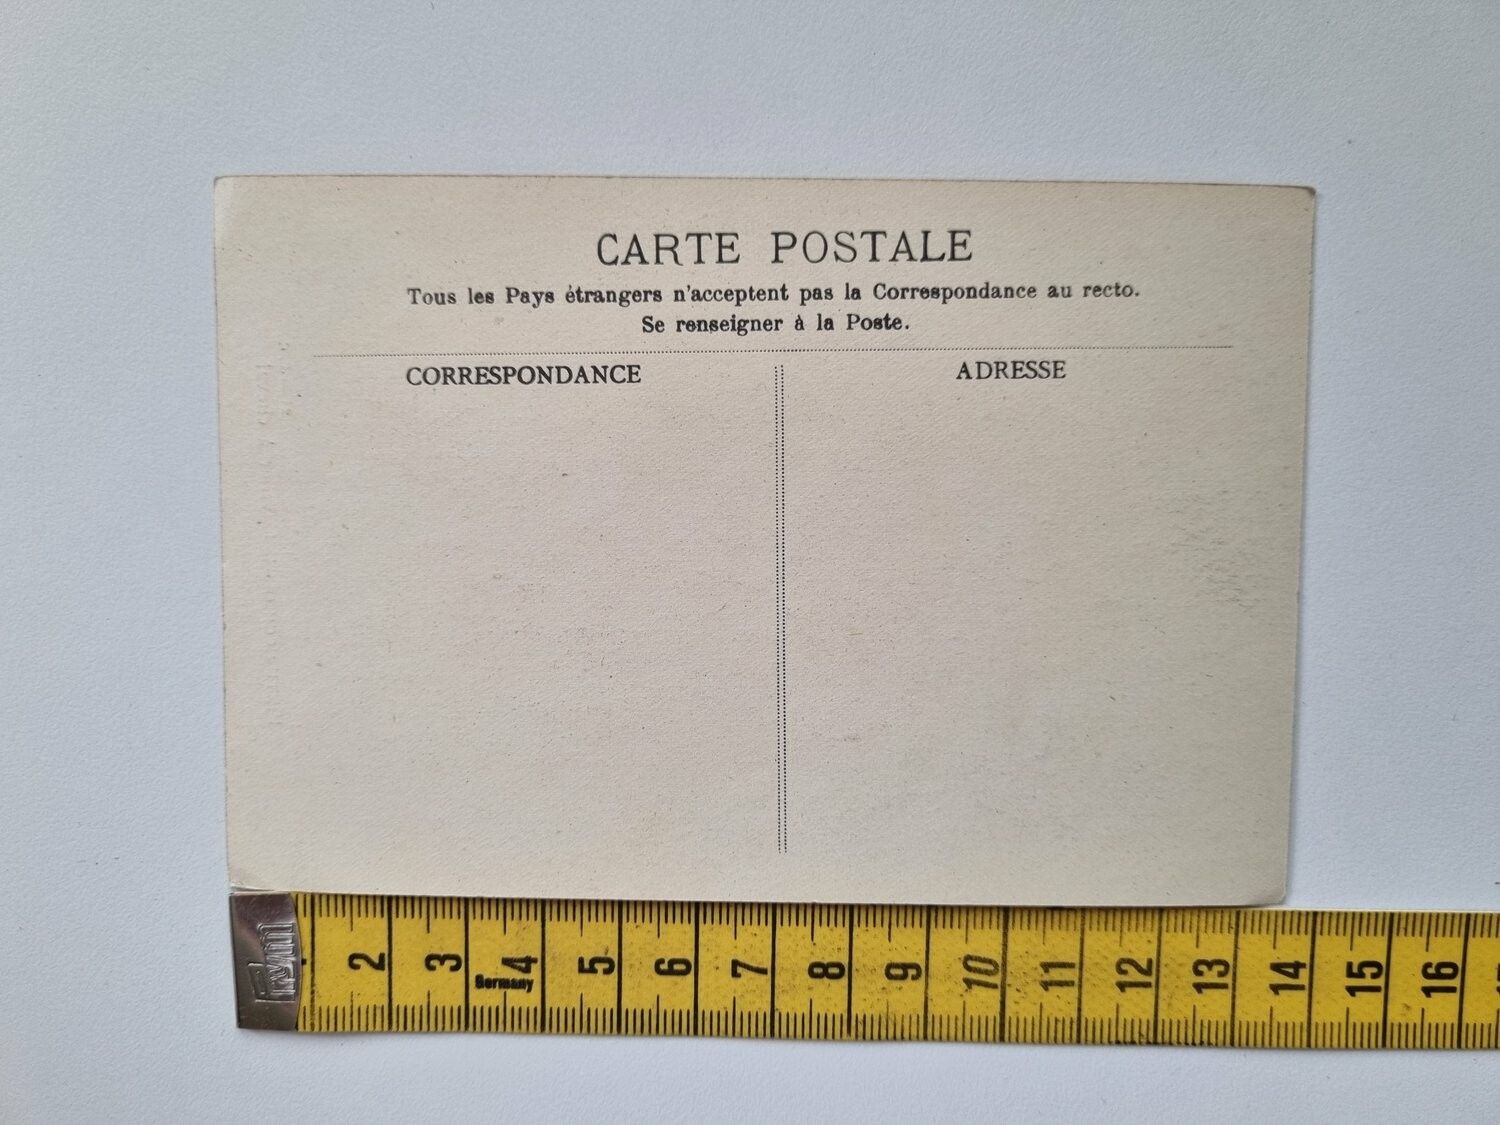 CARTE POSTALE
Tous les Pays étrangers n'acceptent pas la Correspondance au recto.
Se renseigner à la Poste.
CORRESPONDANCE
ADRESSE
Prym
2 3 4 5 6 7 8 9 10 11 12 13 14 15 16
Germany